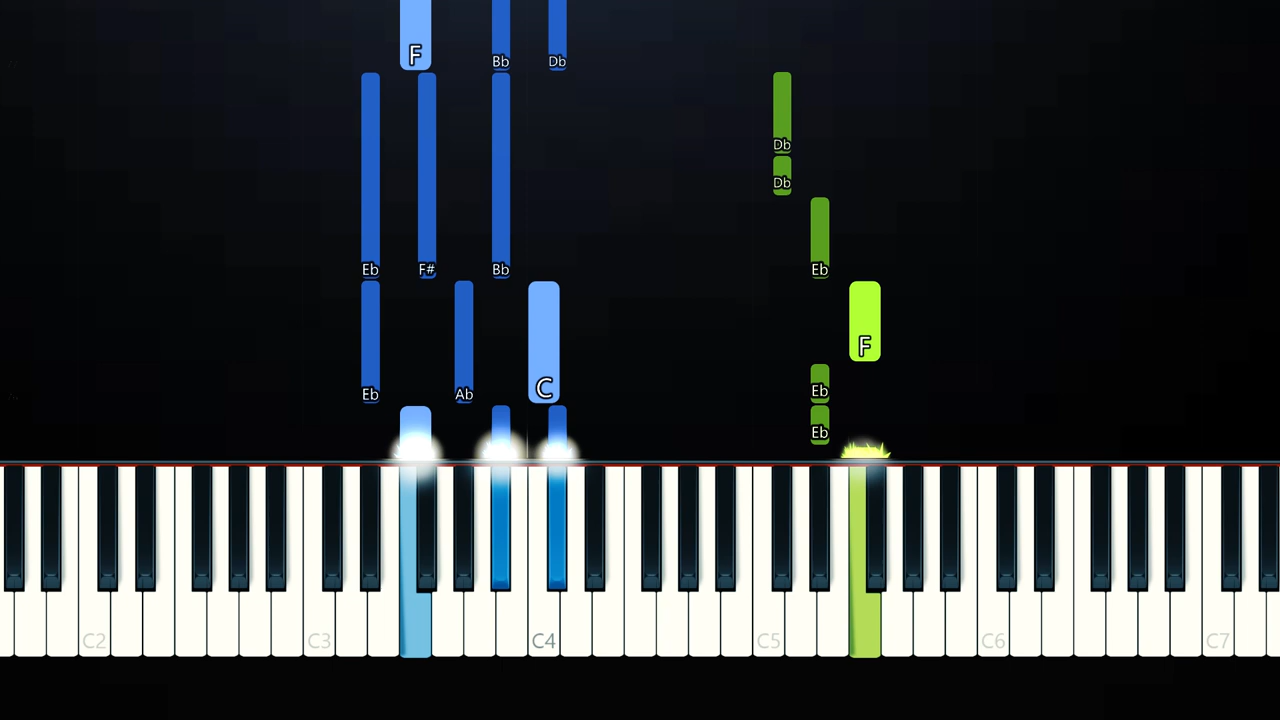 F
Bb Db
Db
Db
Eb F# Bb Eb
F
Eb Ab C Eb
Eb
C2 C3 C4 C5 C6 C7